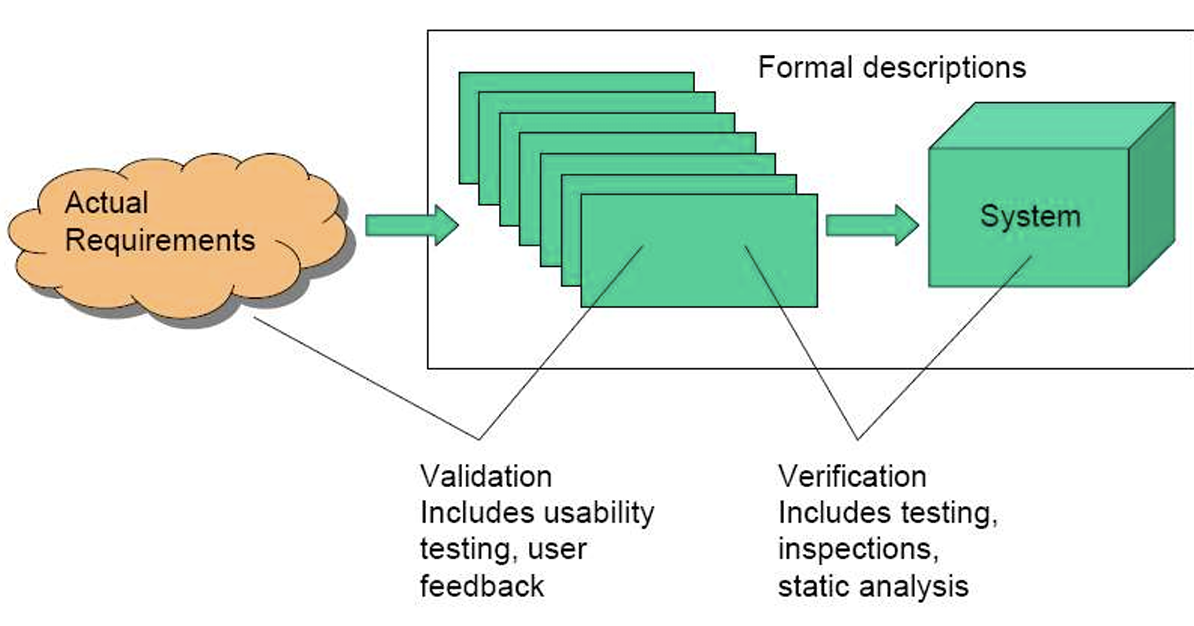 Formal descriptions
Actual
Requirements
System
Validation
Includes usability
testing, user
feedback
Verification
Includes testing,
inspections,
static analysis